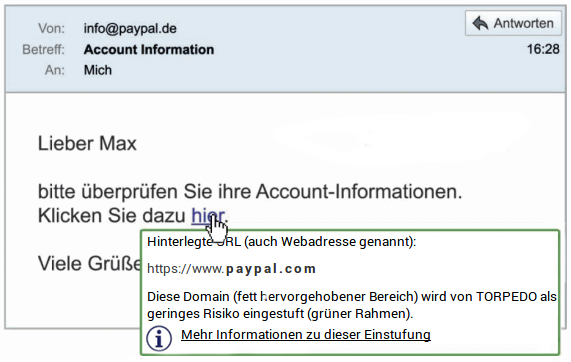 Von: info@paypal.de
Antworten
Betreff: Account Information
16:28
An: Mich
Lieber Max
bitte überprüfen Sie ihre Account-Informationen.
Klicken Sie dazu hier.
Viele Grüße
Hinterlegte URL (auch Webadresse genannt):
https://www.paypal.com
Diese Domain (fett hervorgehobener Bereich) wird von TORPEDO als
geringes Risiko eingestuft (grüner Rahmen).
Mehr Informationen zu dieser Einstufung